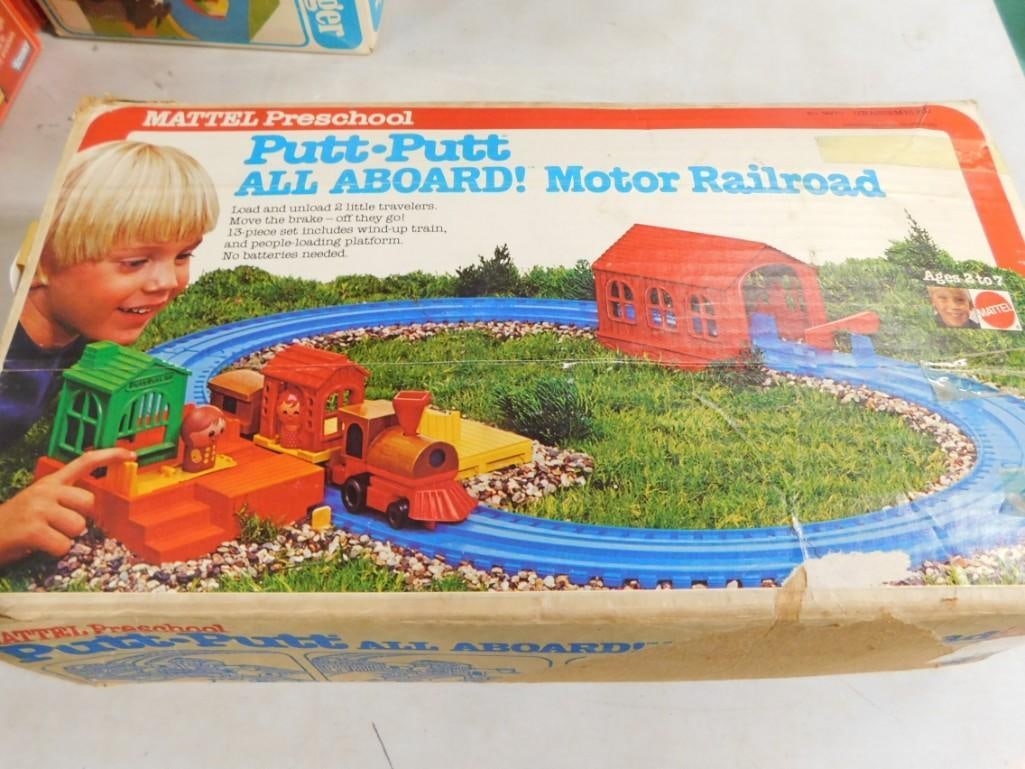 MATTEL Preschool
Putt-Putt
ALL ABOARD! Motor Railroad
Load and unload 2 little travelers.
Move the brake – off they go!
13-piece set includes wind-up train,
and people-loading platform.
No batteries needed.
Ages 2 to 7
MATTEL
MATTEL Preschool
Putt-Putt ALL ABOARD!